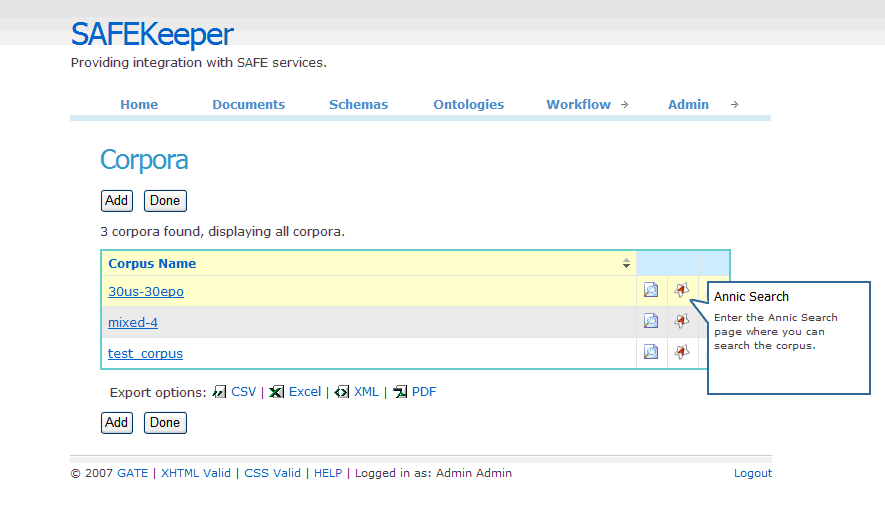 SAFEKeeper
Providing integration with SAFE services.
Home Documents Schemas Ontologies Workflow Admin
Corpora
Add Done
3 corpora found, displaying all corpora.
Corpus Name
30us-30epo
mixed-4
test_corpus
Annic Search
Enter the Annic Search
page where you can
search the corpus.
Export options: CSV | Excel | XML | PDF
Add Done
© 2007 GATE | XHTML Valid | CSS Valid | HELP | Logged in as: Admin Admin Logout